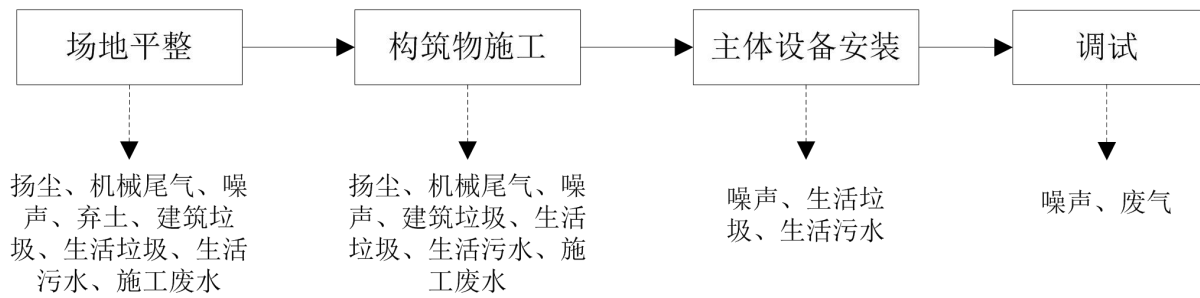 场地平整
构筑物施工
主体设备安装
调试
扬尘、机械尾气、噪
声、弃土、建筑垃
圾、生活垃圾、生活
污水、施工废水
扬尘、机械尾气、噪
声、建筑垃圾、生活
垃圾、生活污水、施
工废水
噪声、生活垃
圾、生活污水
噪声、废气